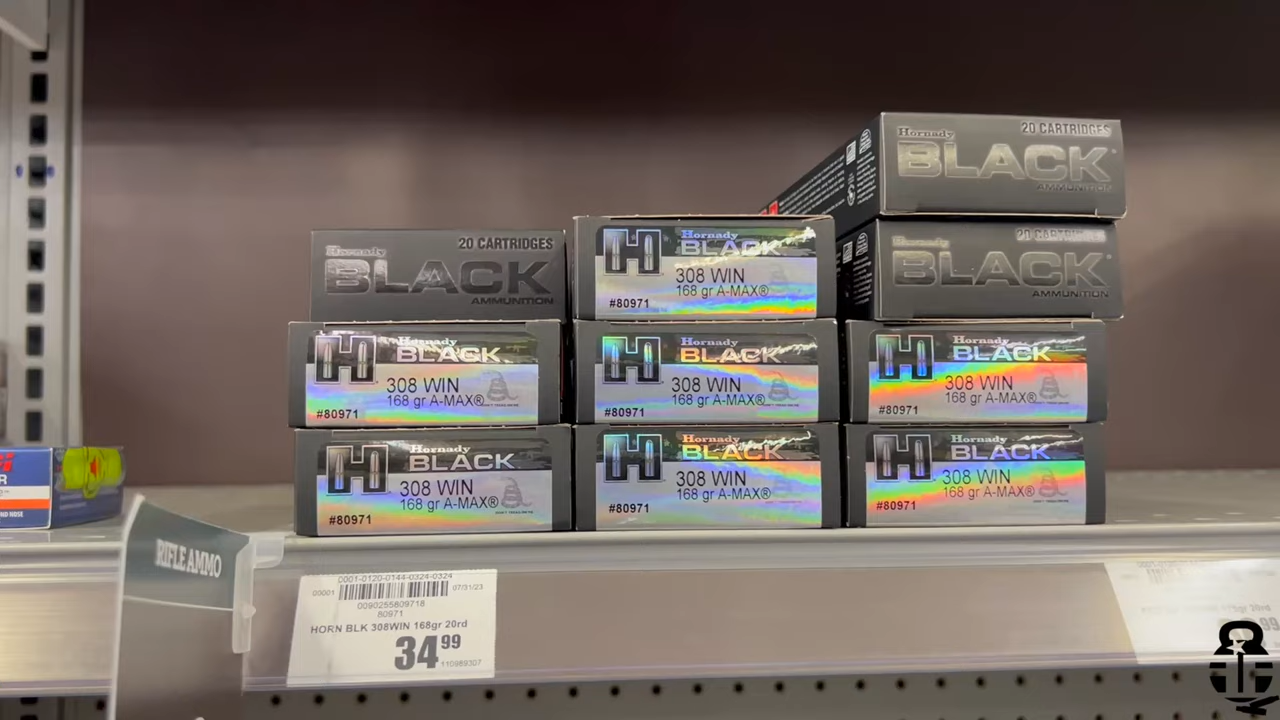 Hornady
20 CARTRIDGES
BLACK
AMMUNITION
Hornady
20 CARTRIDGES
BLACK
AMMUNITION
Hornady
20 CARTRIDGES
BLACK
AMMUNITION
H
Hornady
BLACK
308 WIN
168 gr A-MAX®
#80971
H
Hornady
BLACK
308 WIN
168 gr A-MAX®
#80971
H
Hornady
BLACK
308 WIN
168 gr A-MAX®
#80971
H
Hornady
BLACK
308 WIN
168 gr A-MAX®
#80971
H
Hornady
BLACK
308 WIN
168 gr A-MAX®
#80971
H
Hornady
BLACK
308 WIN
168 gr A-MAX®
#80971
H
Hornady
BLACK
308 WIN
168 gr A-MAX®
#80971
RIFLE AMMO
0001-0120-0144-0324-0324
00001
07/31/23
0090255809718
80971
HORN BLK 308WIN 168gr 20rd
34.99
110989307
20rd
99